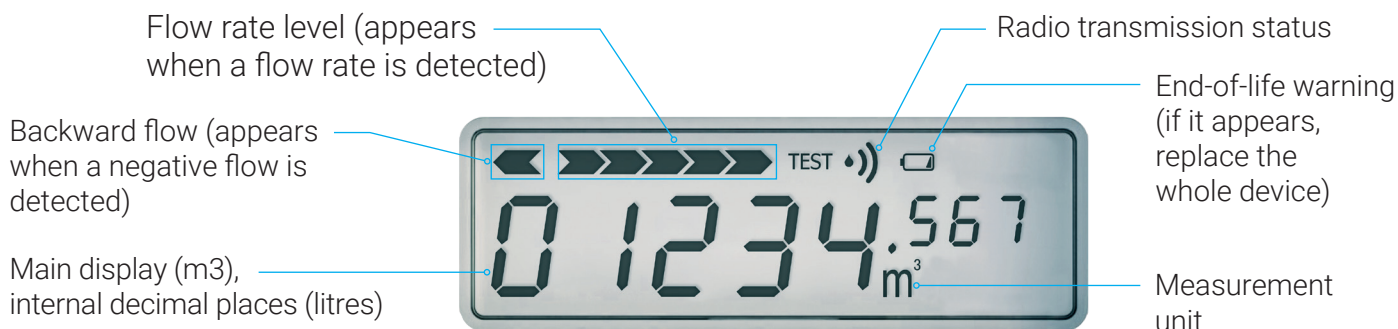 Flow rate level (appears
when a flow rate is detected)
Radio transmission status
End-of-life warning
(if it appears,
replace the
whole device)
Backward flow (appears
when a negative flow is
detected)
TEST
01234.567
m³
Main display (m3),
internal decimal places (litres)
Measurement
unit